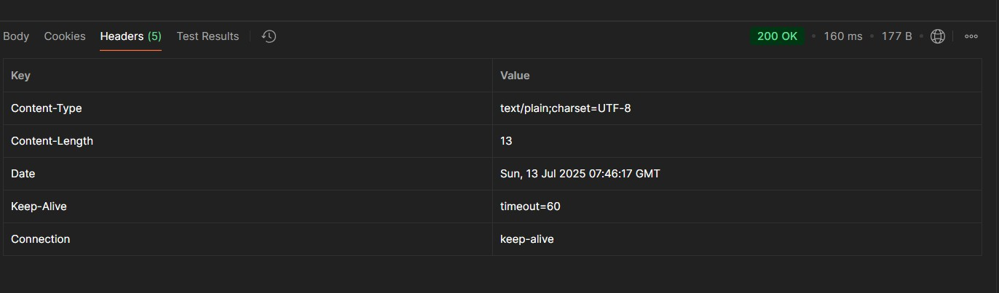 Body Cookies Headers (5) Test Results 200 OK • 160 ms • 177 B •
Key Value
Content-Type text/plain;charset=UTF-8
Content-Length 13
Date Sun, 13 Jul 2025 07:46:17 GMT
Keep-Alive timeout=60
Connection keep-alive